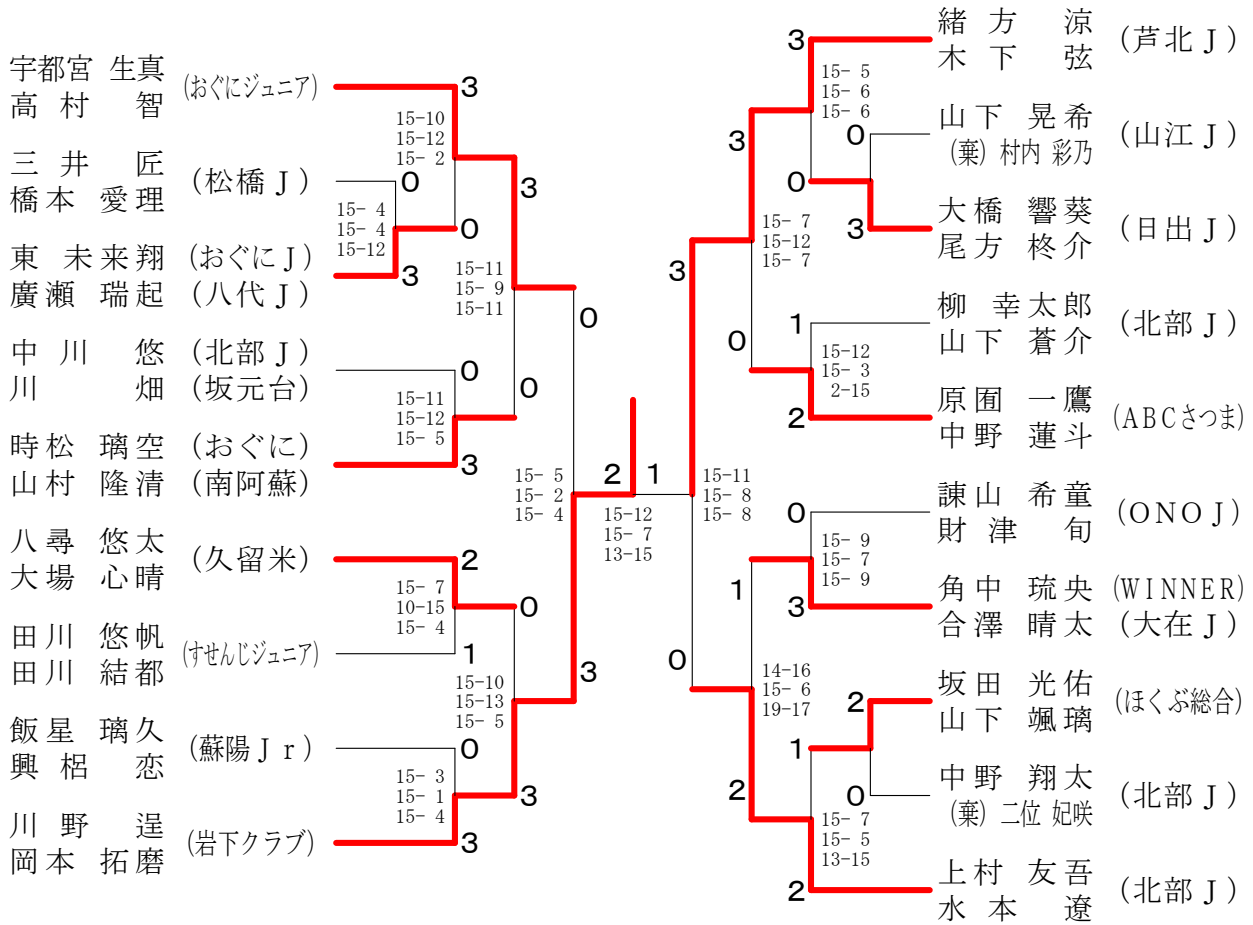 宇都宮 生真
高村 智
(おぐにジュニア)
3
15-10
15-12
15- 2
三井 匠
橋本 愛理
(松橋Ｊ)
0
15- 4
15- 4
15-12
0
3
東 未来翔 (おぐにＪ)
廣瀬 瑞起 (八代Ｊ)
3
15-11
15- 9
15-11
0
中川 悠 (北部Ｊ)
川 畑 (坂元台)
0
15-11
15-12
15- 5
0
時松 璃空 (おぐに)
山村 隆清 (南阿蘇)
3
15- 5
15- 2
15- 4
八尋 悠太
大場 心晴
(久留米)
2
15- 7
10-15
15- 4
0
田川 悠帆
田川 結都
(すせんじジュニア)
1
15-10
15-13
15- 5
3
飯星 璃久
興梠 恋
(蘇陽Ｊｒ)
0
15- 3
15- 1
15- 4
3
川野 逞
岡本 拓磨
(岩下クラブ)
3
2
1
15-12
15- 7
13-15
緒方 涼
木下 弦
(芦北Ｊ)
3
15- 5
15- 6
15- 6
3
山下 晃希
(棄) 村内 彩乃
(山江Ｊ)
0
0
大橋 響葵
尾方 柊介
(日出Ｊ)
3
15- 7
15-12
15- 7
3
柳 幸太郎
山下 蒼介
(北部Ｊ)
1
15-12
15- 3
2-15
0
原囿 一鷹
中野 蓮斗
(ABCさつま)
2
15-11
15- 8
15- 8
諫山 希童
財津 旬
(ＯＮＯＪ)
0
15- 9
15- 7
15- 9
1
角中 琉央 (WINNER)
合澤 晴太 (大在Ｊ)
3
0
14-16
15- 6
19-17
坂田 光佑
山下 颯璃
(ほくぶ総合)
2
1
中野 翔太
(棄) 二位 妃咲
(北部Ｊ)
0
2
15- 7
15- 5
13-15
上村 友吾
水本 遼
(北部Ｊ)
2